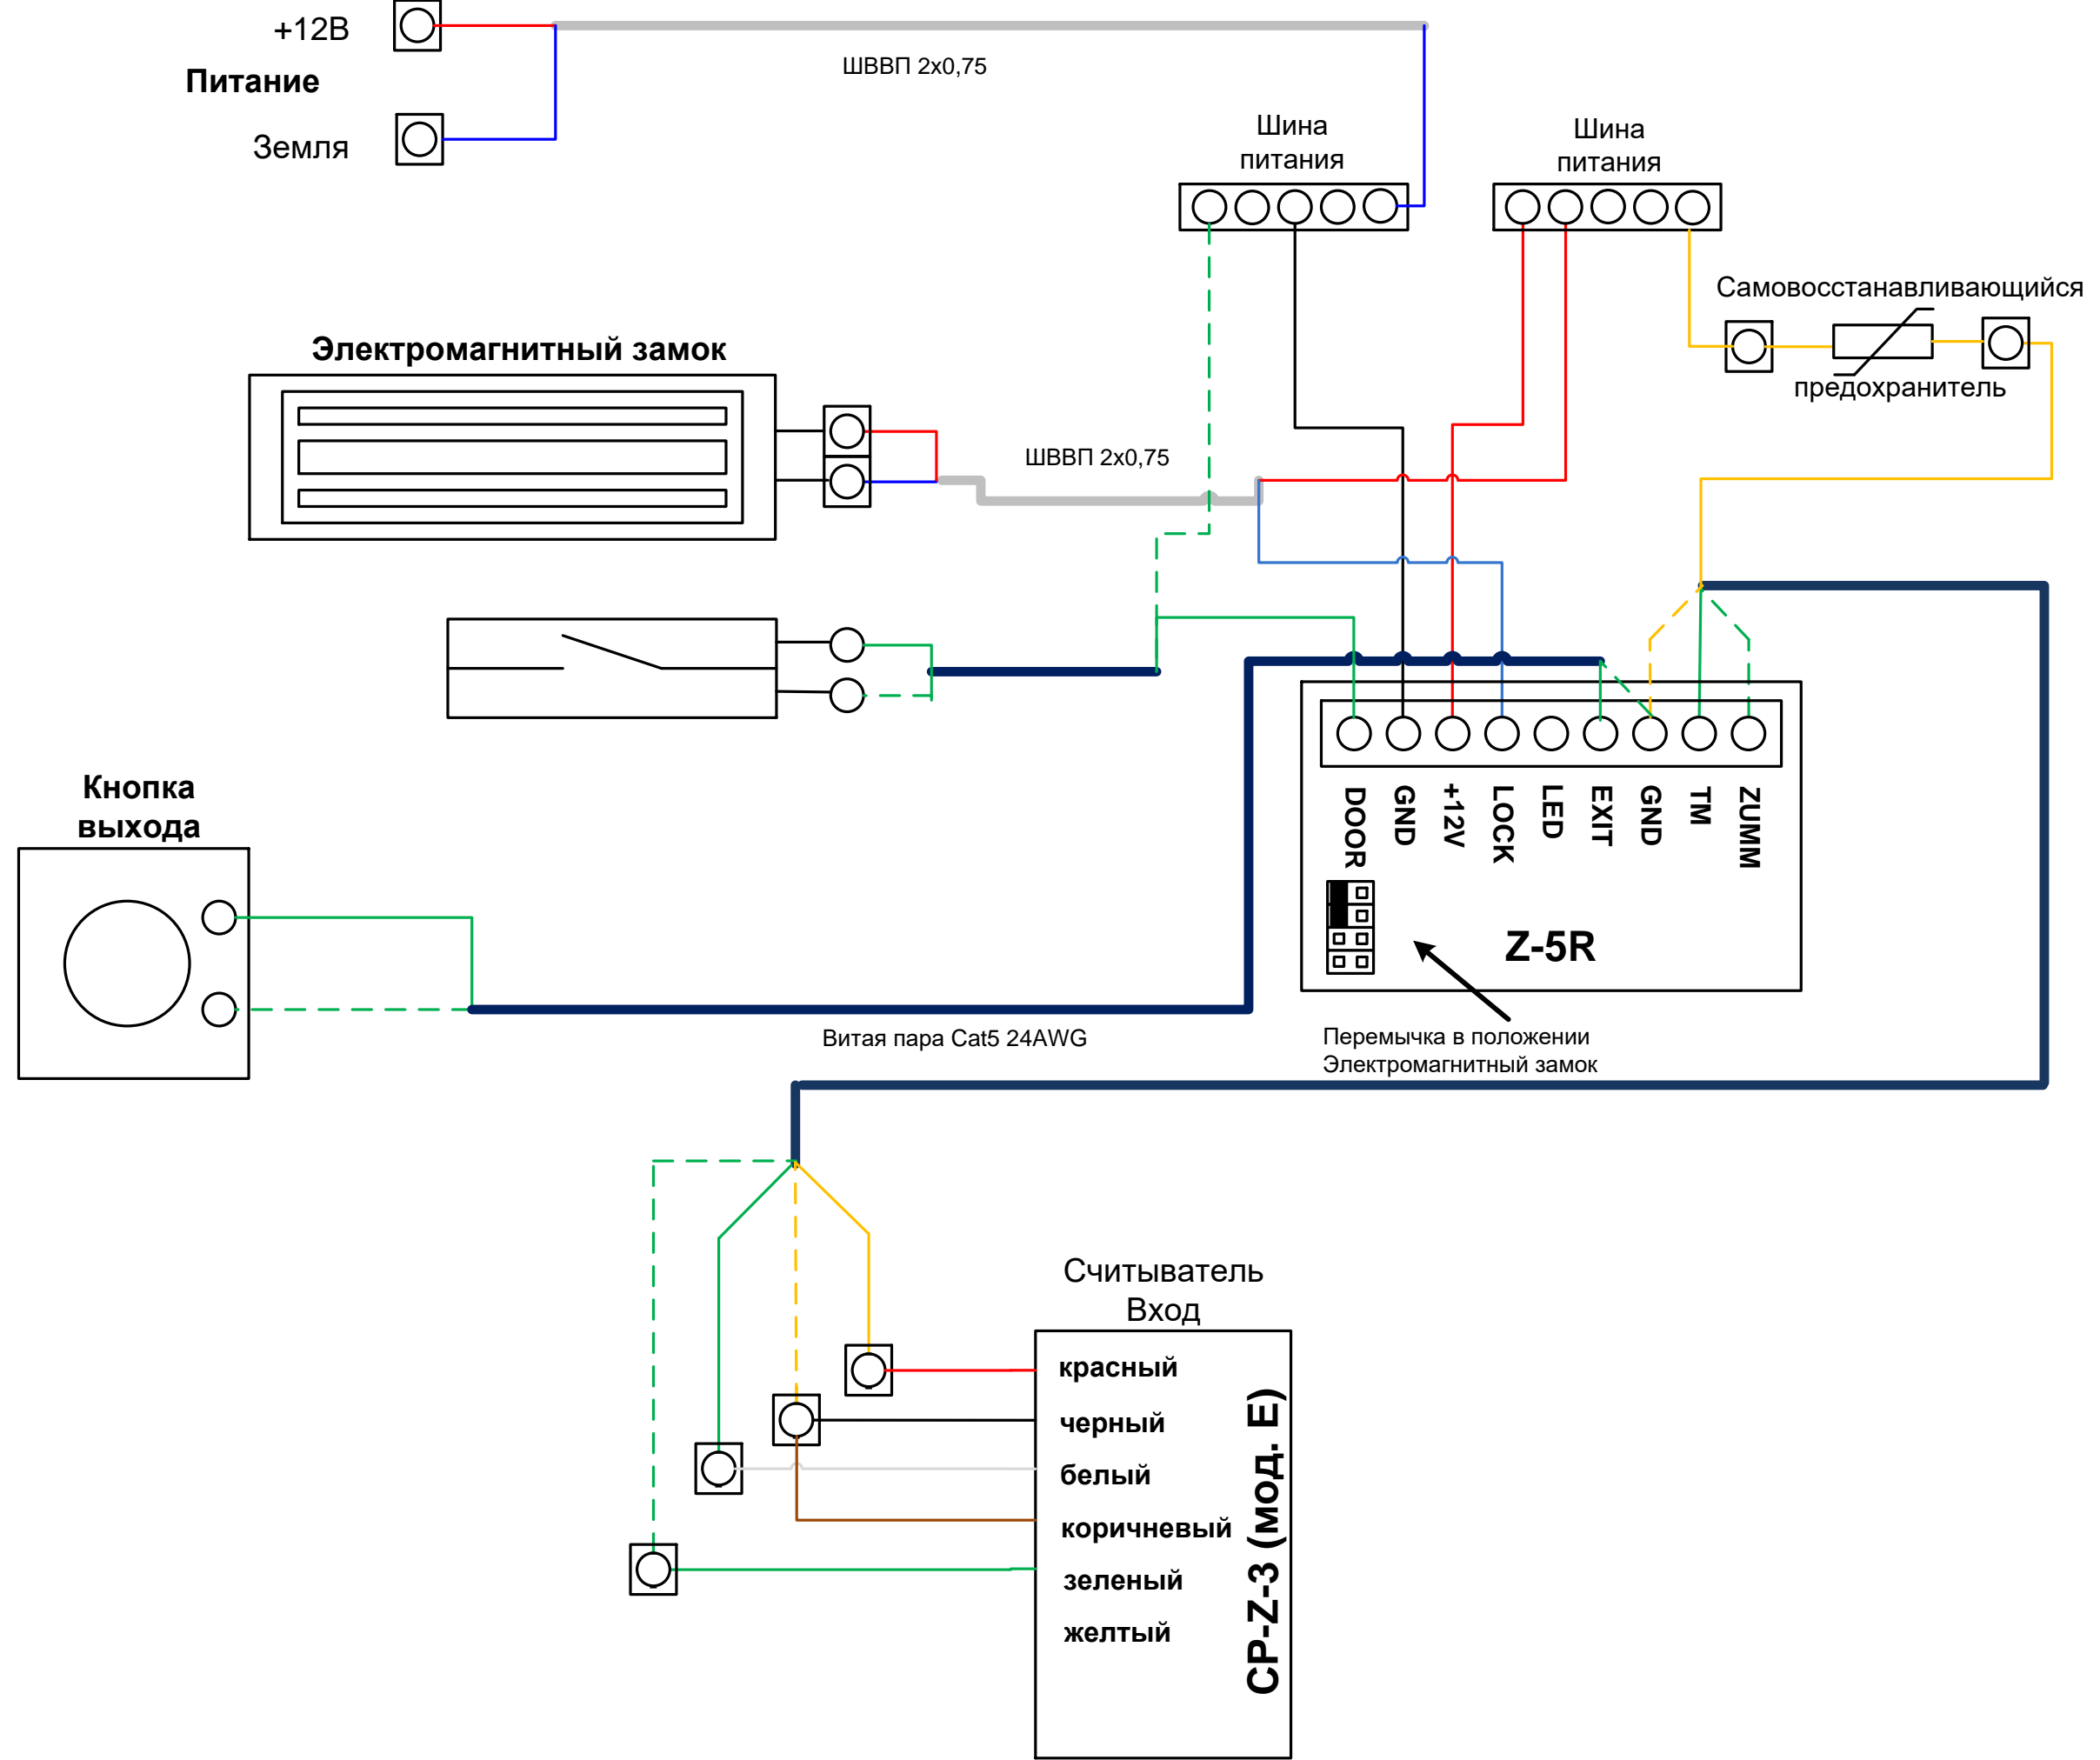 +12В
Питание
Земля
ШВВП 2х0,75
Шина
питания
Шина
питания
Самовосстанавливающийся
предохранитель
Электромагнитный замок
ШВВП 2х0,75
Кнопка
выхода
DOOR
GND
+12V
LOCK
LED
EXIT
GND
TM
ZUMM
Z-5R
Перемычка в положении
Электромагнитный замок
Витая пара Cat5 24AWG
Считыватель
Вход
красный
черный
белый
коричневый
зеленый
желтый
CP-Z-3 (мод. Е)